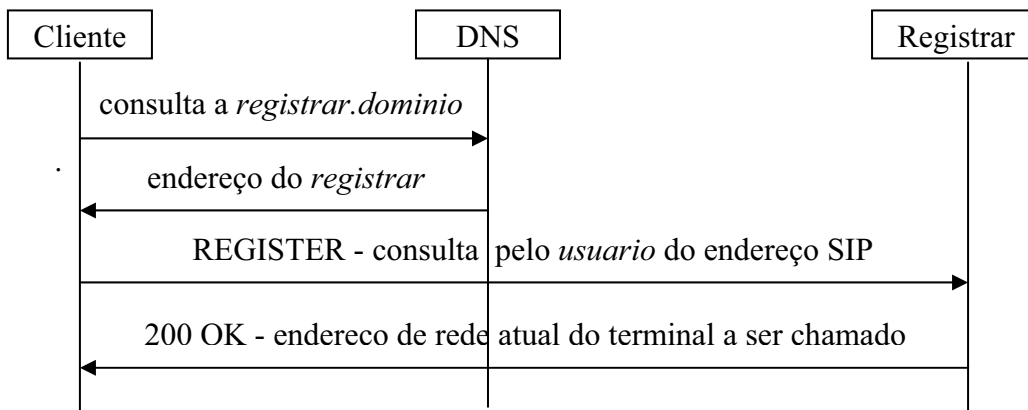 Cliente
DNS
Registrar
consulta a registrar.dominio
endereço do registrar
REGISTER - consulta pelo usuario do endereço SIP
200 OK - endereco de rede atual do terminal a ser chamado